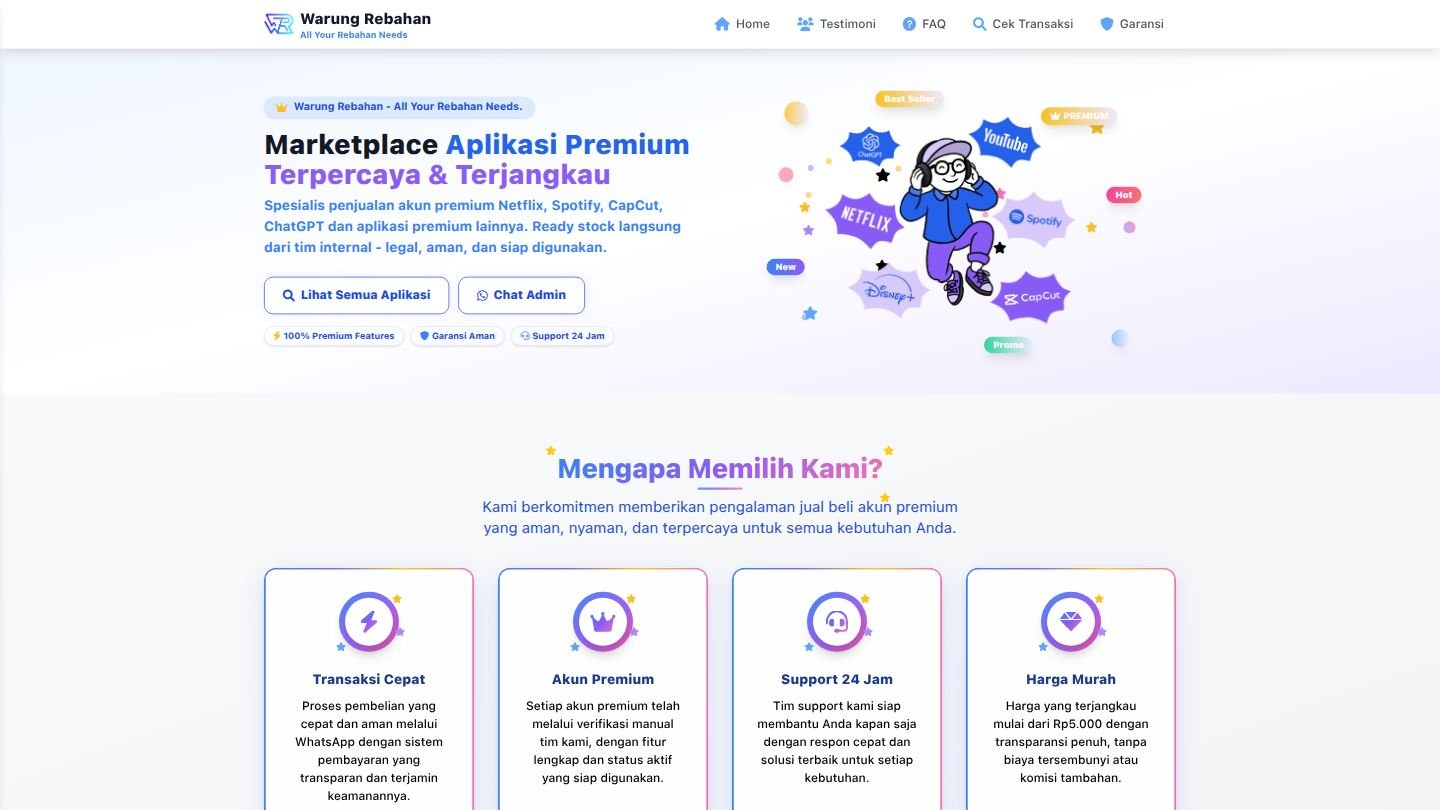 Warung Rebahan
All Your Rebahan Needs
Home
Testimoni
FAQ
Cek Transaksi
Garansi
Warung Rebahan - All Your Rebahan Needs.
Marketplace Aplikasi Premium
Terpercaya & Terjangkau
Spesialis penjualan akun premium Netflix, Spotify, CapCut,
ChatGPT dan aplikasi premium lainnya. Ready stock langsung
dari tim internal - legal, aman, dan siap digunakan.
Lihat Semua Aplikasi
Chat Admin
100% Premium Features
Garansi Aman
Support 24 Jam
Best Seller
PREMIUM
ChatGPT
YouTube
Hot
NETFLIX
Spotify
New
Disney+
CapCut
Promo
Mengapa Memilih Kami?
Kami berkomitmen memberikan pengalaman jual beli akun premium
yang aman, nyaman, dan terpercaya untuk semua kebutuhan Anda.
Transaksi Cepat
Proses pembelian yang
cepat dan aman melalui
WhatsApp dengan sistem
pembayaran yang
transparan dan terjamin
keamanannya.
Akun Premium
Setiap akun premium telah
melalui verifikasi manual
tim kami, dengan fitur
lengkap dan status aktif
yang siap digunakan.
Support 24 Jam
Tim support kami siap
membantu Anda kapan saja
dengan respon cepat dan
solusi terbaik untuk setiap
kebutuhan.
Harga Murah
Harga yang terjangkau
mulai dari Rp5.000 dengan
transparansi penuh, tanpa
biaya tersembunyi atau
komisi tambahan.